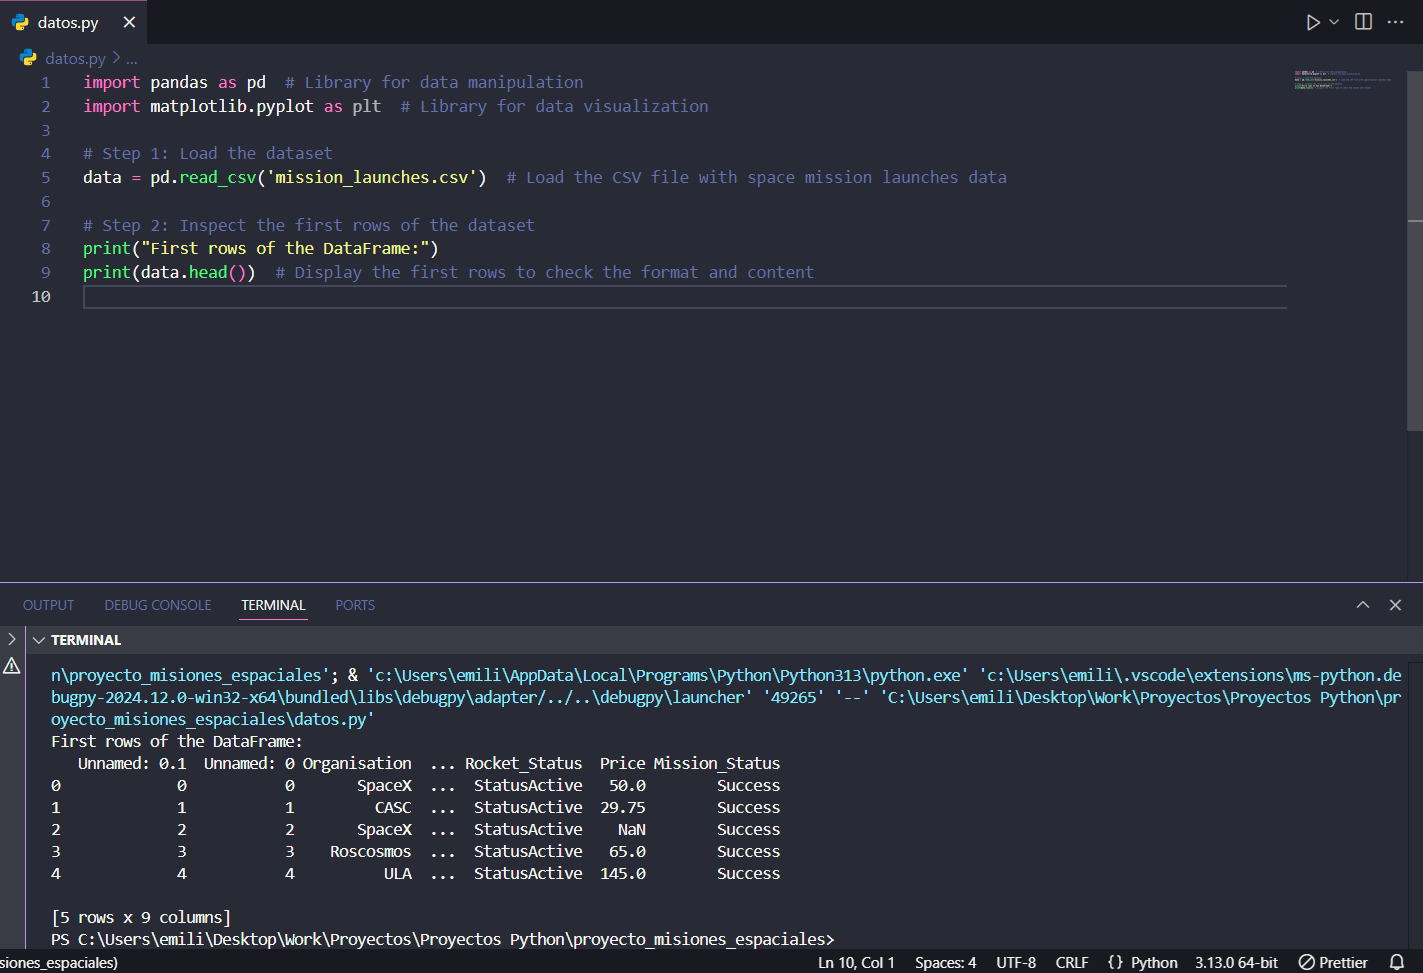 datos.py
datos.py > ...
1 import pandas as pd  # Library for data manipulation
2 import matplotlib.pyplot as plt  # Library for data visualization
3
4 # Step 1: Load the dataset
5 data = pd.read_csv('mission_launches.csv')  # Load the CSV file with space mission launches data
6
7 # Step 2: Inspect the first rows of the dataset
8 print("First rows of the DataFrame:")
9 print(data.head())  # Display the first rows to check the format and content
10
OUTPUT DEBUG CONSOLE TERMINAL PORTS
TERMINAL
n\proyecto_misiones_espaciales'; & 'c:\Users\emili\AppData\Local\Programs\Python\Python313\python.exe' 'c:\Users\emili\.vscode\extensions\ms-python.de
bugpy-2024.12.0-win32-x64\bundled\libs\debugpy\adapter/../..\debugpy\launcher' '49265' '--' 'C:\Users\emili\Desktop\Work\Proyectos\Proyectos Python\pr
oyecto_misiones_espaciales\datos.py'
First rows of the DataFrame:
   Unnamed: 0.1  Unnamed: 0 Organisation  ... Rocket_Status  Price Mission_Status
0             0           0       SpaceX  ...  StatusActive   50.0        Success
1             1           1         CASC  ...  StatusActive  29.75        Success
2             2           2       SpaceX  ...  StatusActive    NaN        Success
3             3           3    Roscosmos  ...  StatusActive   65.0        Success
4             4           4          ULA  ...  StatusActive  145.0        Success
[5 rows x 9 columns]
PS C:\Users\emili\Desktop\Work\Proyectos\Proyectos Python\proyecto_misiones_espaciales>
siones_espaciales) Ln 10, Col 1 Spaces: 4 UTF-8 CRLF {} Python 3.13.0 64-bit Prettier